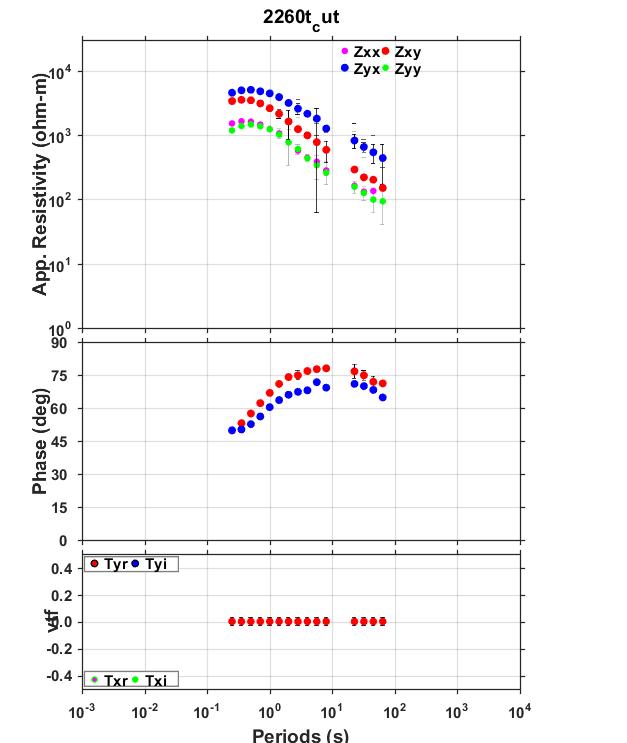 2260t_cut
Zxx Zxy
Zyx Zyy
App. Resistivity (ohm-m)
10^4
10^3
10^2
10^1
10^0
Phase (deg)
90
75
60
45
30
15
0
vtf
0.4
0.2
0.0
-0.2
-0.4
Tyr Tyi
Txr Txi
10^-3 10^-2 10^-1 10^0 10^1 10^2 10^3 10^4
Periods (s)